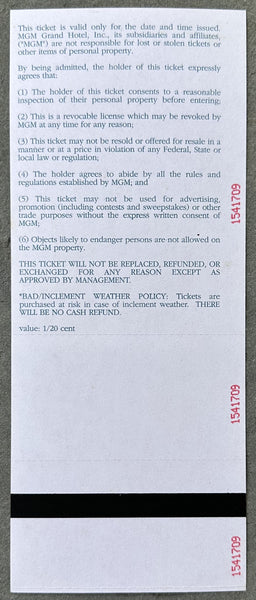 This ticket is valid only for the date and time issued.
MGM Grand Hotel, Inc., its subsidiaries and affiliates,
("MGM") are not responsible for lost or stolen tickets or
other items of personal property.
By being admitted, the holder of this ticket expressly
agrees that:
(1) The holder of this ticket consents to a reasonable
inspection of their personal property before entering;
(2) This is a revocable license which may be revoked by
MGM at any time for any reason;
(3) This ticket may not be resold or offered for resale in a
manner or at a price in violation of any Federal, State or
local law or regulation;
(4) The holder agrees to abide by all the rules and
regulations established by MGM; and
(5) This ticket may not be used for advertising,
promotion (including contests and sweepstakes) or other
trade purposes without the express written consent of
MGM;
(6) Objects likely to endanger persons are not allowed on
the MGM property.
THIS TICKET WILL NOT BE REPLACED, REFUNDED, OR
EXCHANGED FOR ANY REASON EXCEPT AS
APPROVED BY MANAGEMENT.
*BAD/INCLEMENT WEATHER POLICY: Tickets are
purchased at risk in case of inclement weather. THERE
WILL BE NO CASH REFUND.
value: 1/20 cent
1541709
1541709
1541709